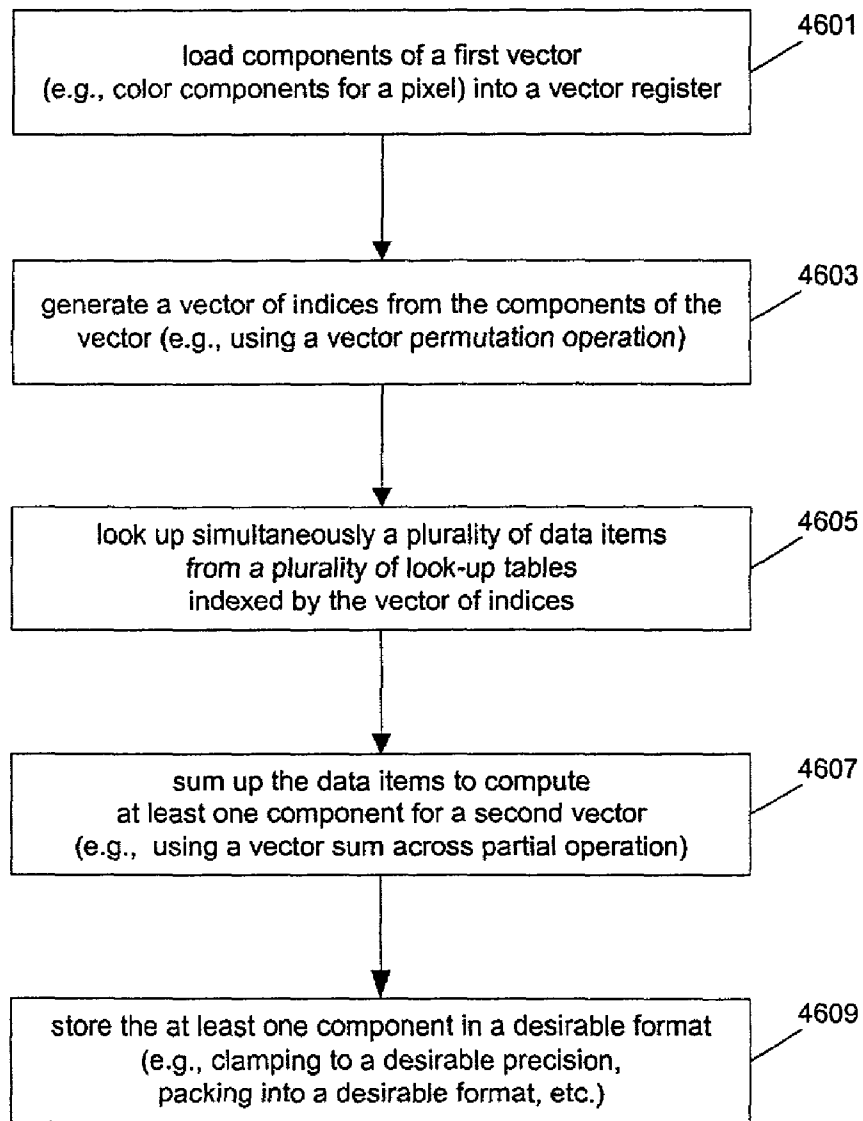 4601
load components of a first vector
(e.g., color components for a pixel) into a vector register
4603
generate a vector of indices from the components of the
vector (e.g., using a vector permutation operation)
4605
look up simultaneously a plurality of data items
from a plurality of look-up tables
indexed by the vector of indices
4607
sum up the data items to compute
at least one component for a second vector
(e.g., using a vector sum across partial operation)
4609
store the at least one component in a desirable format
(e.g., clamping to a desirable precision,
packing into a desirable format, etc.)